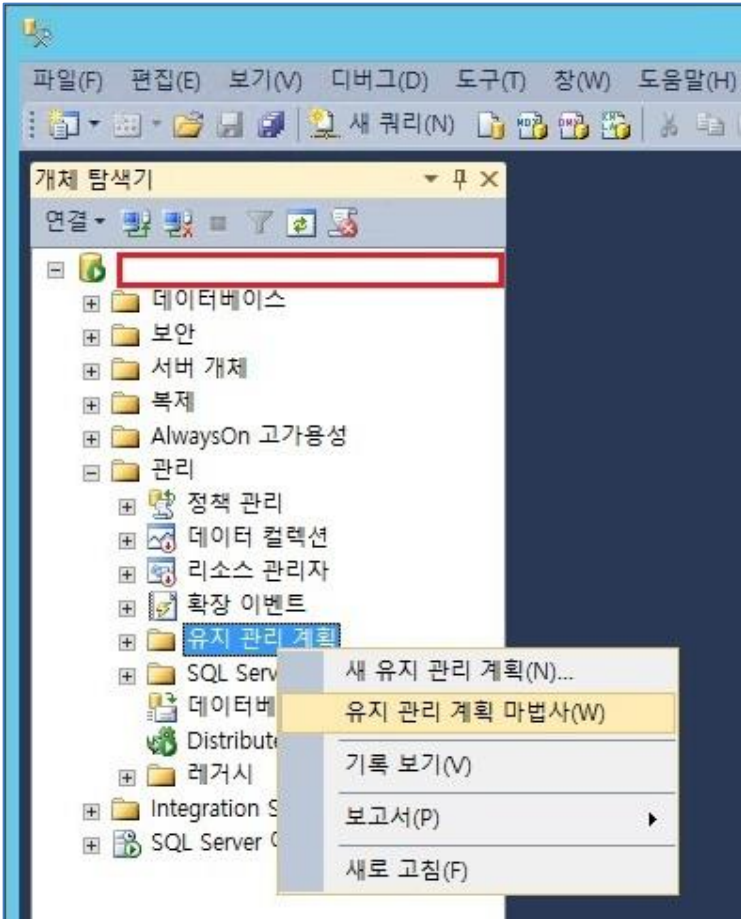 파일(F) 편집(E) 보기(V) 디버그(D) 도구(T) 창(W) 도움말(H)
새 쿼리(N)
개체 탐색기
연결
데이터베이스
보안
서버 개체
복제
AlwaysOn 고가용성
관리
정책 관리
데이터 컬렉션
리소스 관리자
확장 이벤트
유지 관리 계획
SQL Serv
데이터베
Distribute
레거시
Integration S
SQL Server
새 유지 관리 계획(N)...
유지 관리 계획 마법사(W)
기록 보기(V)
보고서(P)
새로 고침(F)